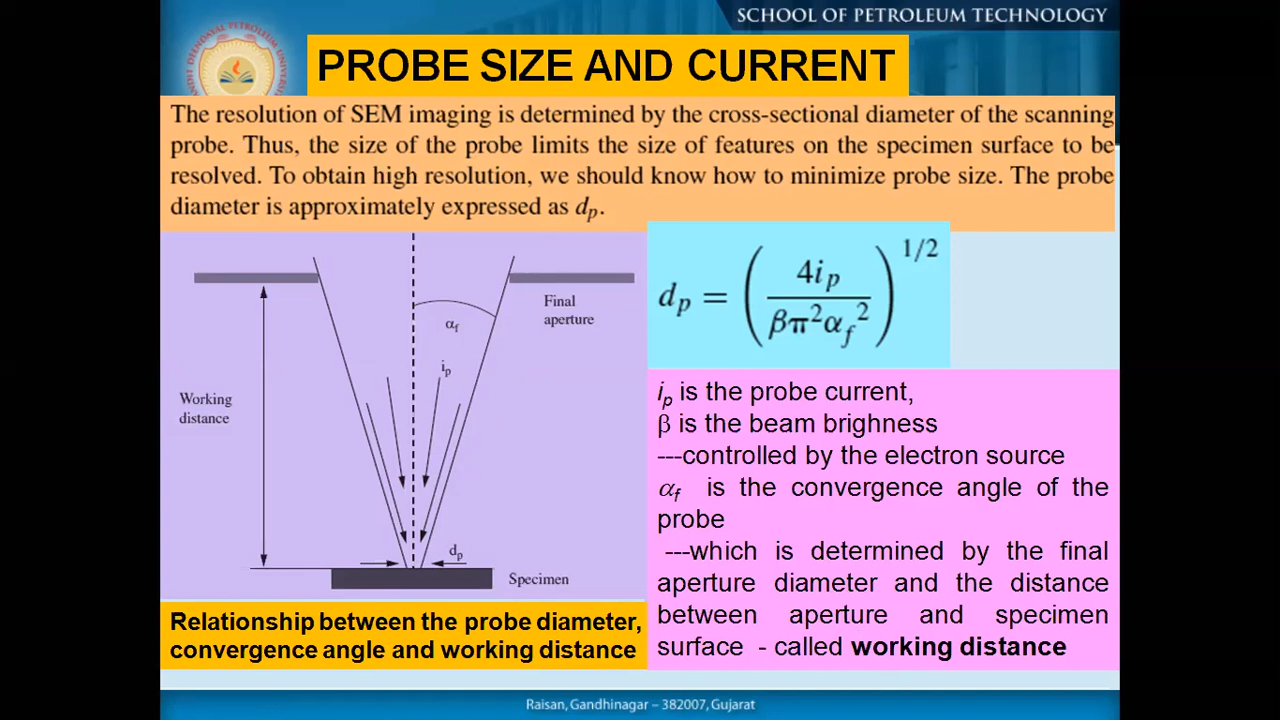 SCHOOL OF PETROLEUM TECHNOLOGY
PROBE SIZE AND CURRENT
The resolution of SEM imaging is determined by the cross-sectional diameter of the scanning
probe. Thus, the size of the probe limits the size of features on the specimen surface to be
resolved. To obtain high resolution, we should know how to minimize probe size. The probe
diameter is approximately expressed as dₚ.
Final
aperture
α_f
iₚ
Working
distance
dₚ
Specimen
Relationship between the probe diameter,
convergence angle and working distance
dₚ = (4iₚ / βπ²α_f²)^1/2
iₚ is the probe current,
β is the beam brighness
---controlled by the electron source
α_f is the convergence angle of the
probe
---which is determined by the final
aperture diameter and the distance
between aperture and specimen
surface - called working distance
Raisan, Gandhinagar – 382007, Gujarat